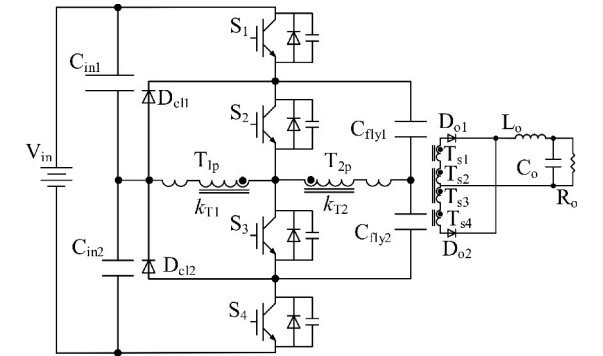 S1
Cin1
Dcl1
S2
Cfly1
Do1
Lo
Vin
T1p
T2p
Ts1
Ts2
Co
Ts3
Ro
kT1
kT2
Ts4
S3
Cfly2
Do2
Cin2
Dcl2
S4